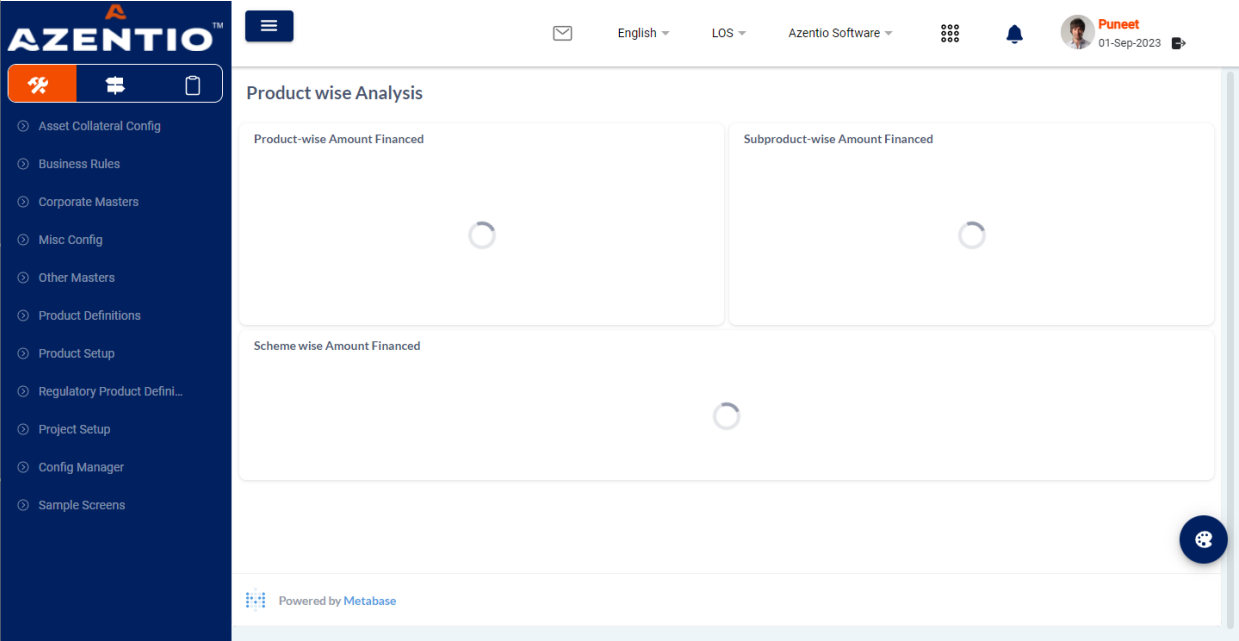 AZENTIO™
English
LOS
Azentio Software
Puneet
01-Sep-2023
Asset Collateral Config
Business Rules
Corporate Masters
Misc Config
Other Masters
Product Definitions
Product Setup
Regulatory Product Defini...
Project Setup
Config Manager
Sample Screens
Product wise Analysis
Product-wise Amount Financed
Subproduct-wise Amount Financed
Scheme wise Amount Financed
Powered by Metabase